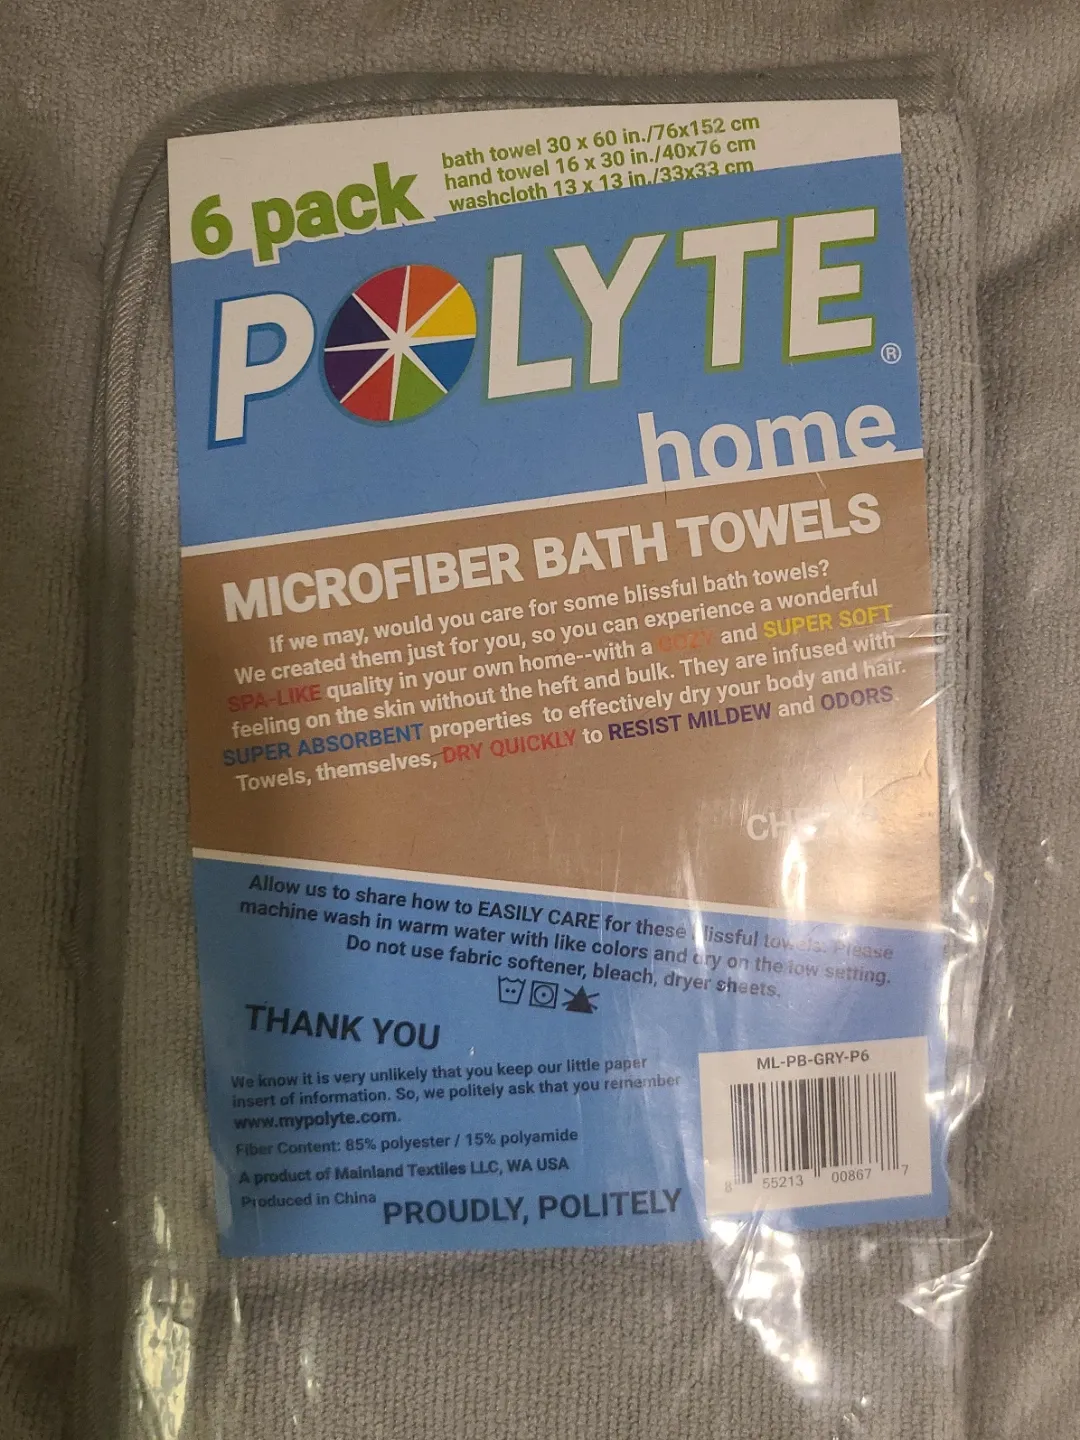 6 pack
bath towel 30 x 60 in./76x152 cm
hand towel 16 x 30 in./40x76 cm
washcloth 13 x 13 in./33x33 cm
POLYTE®
home
MICROFIBER BATH TOWELS
If we may, would you care for some blissful bath towels?
We created them just for you, so you can experience a wonderful
SPA-LIKE quality in your own home--with a COZY and SUPER SOFT
feeling on the skin without the heft and bulk. They are infused with
SUPER ABSORBENT properties to effectively dry your body and hair.
Towels, themselves, DRY QUICKLY to RESIST MILDEW and ODORS.
Allow us to share how to EASILY CARE for these blissful towels. Please
machine wash in warm water with like colors and dry on the low setting.
Do not use fabric softener, bleach, dryer sheets.
THANK YOU
We know it is very unlikely that you keep our little paper
insert of information. So, we politely ask that you remember
www.mypolyte.com.
Fiber Content: 85% polyester / 15% polyamide
A product of Mainland Textiles LLC, WA USA
Produced in China
PROUDLY, POLITELY
ML-PB-GRY-P6
8 55213 00867 7